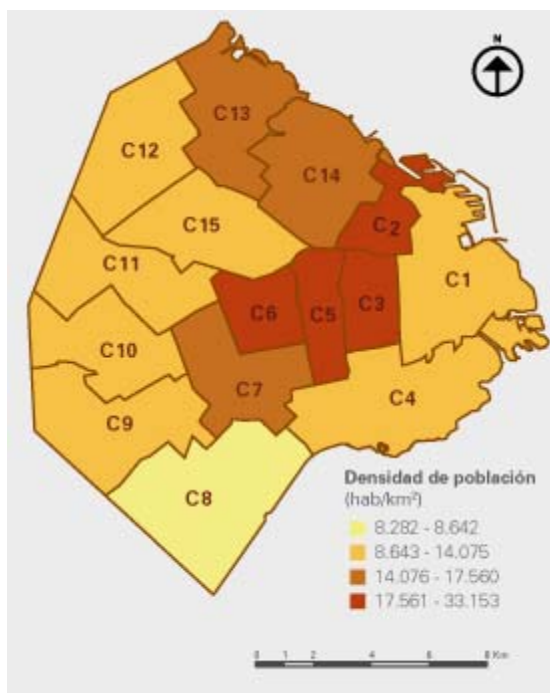 N
C13
C12
C14
C2
C15
C11
C1
C6
C5
C3
C10
C7
C4
C9
C8
Densidad de población
(hab/km²)
8.282 - 8.642
8.643 - 14.075
14.076 - 17.560
17.561 - 33.153
0 1 2 4 6 8 Km